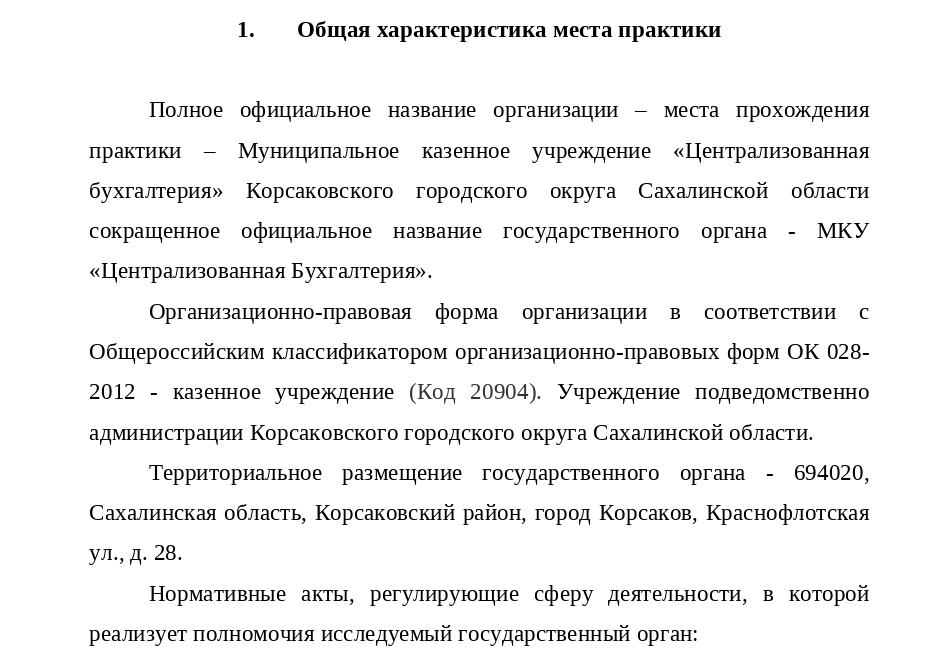 1. Общая характеристика места практики
Полное официальное название организации – места прохождения
практики – Муниципальное казенное учреждение «Централизованная
бухгалтерия» Корсаковского городского округа Сахалинской области
сокращенное официальное название государственного органа - МКУ
«Централизованная Бухгалтерия».
Организационно-правовая форма организации в соответствии с
Общероссийским классификатором организационно-правовых форм ОК 028-
2012 - казенное учреждение (Код 20904). Учреждение подведомственно
администрации Корсаковского городского округа Сахалинской области.
Территориальное размещение государственного органа - 694020,
Сахалинская область, Корсаковский район, город Корсаков, Краснофлотская
ул., д. 28.
Нормативные акты, регулирующие сферу деятельности, в которой
реализует полномочия исследуемый государственный орган: